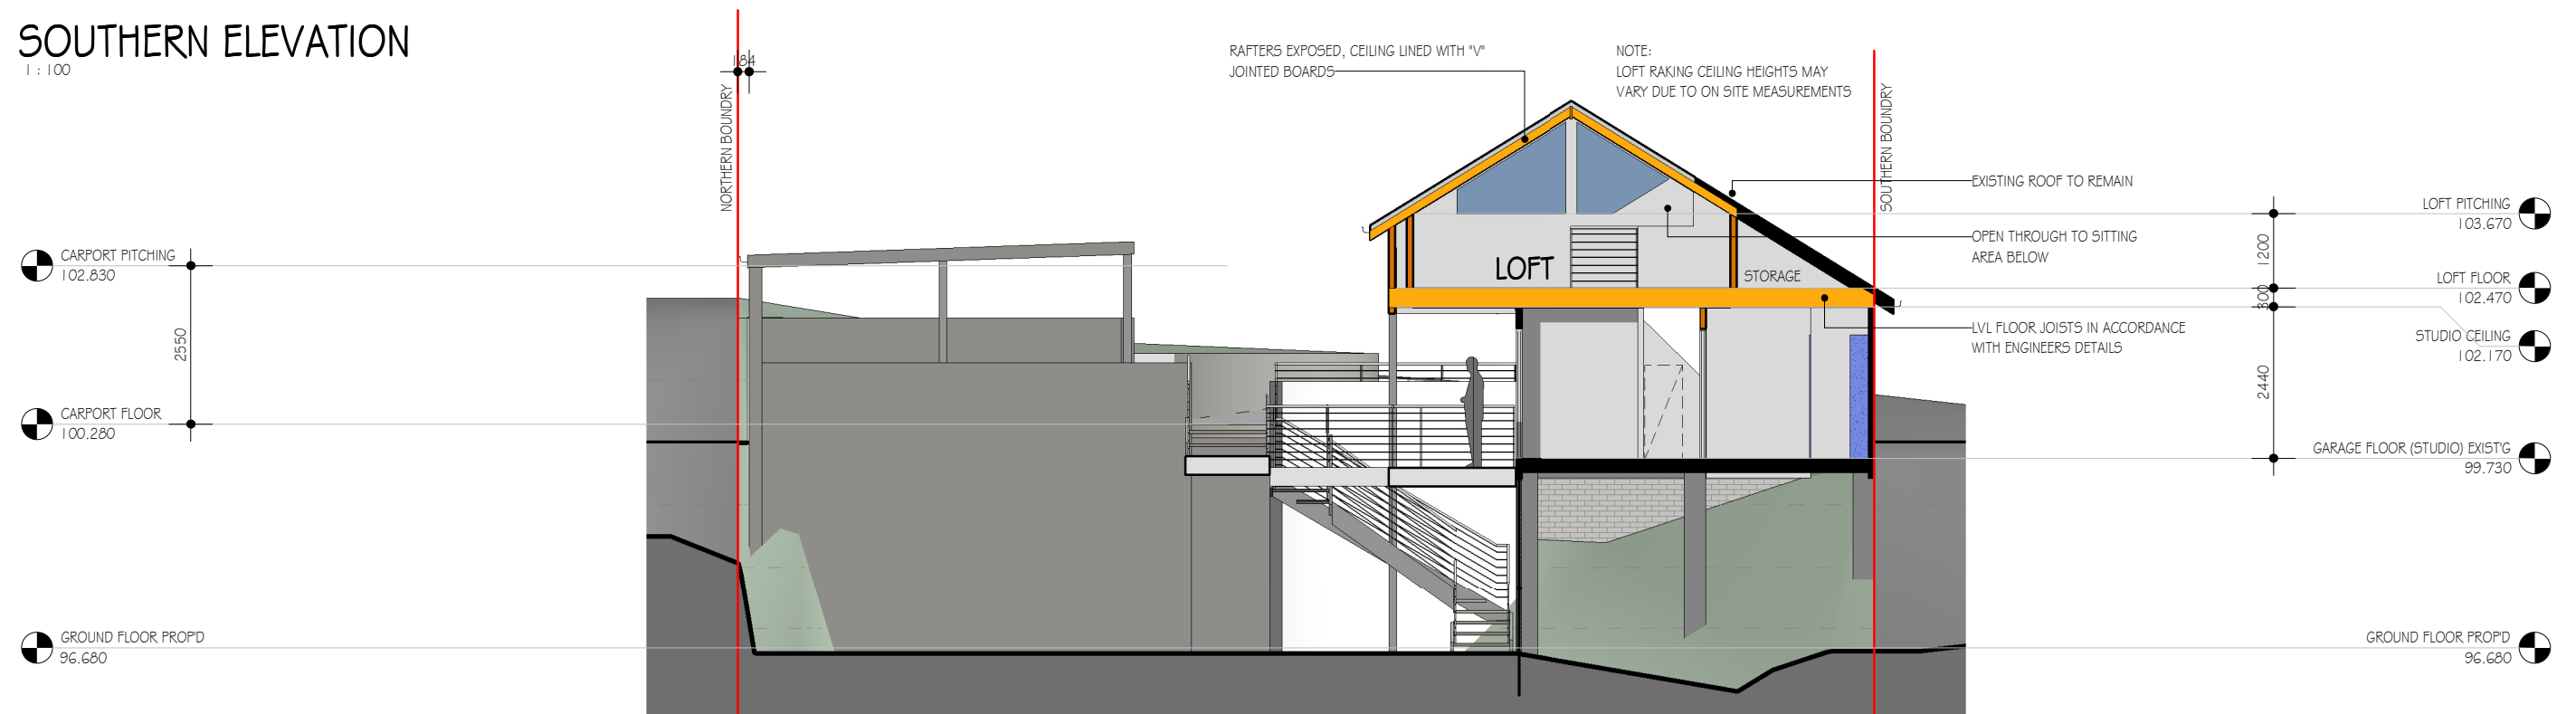 SOUTHERN ELEVATION
1 : 100
184
NORTHERN BOUNDRY
RAFTERS EXPOSED, CEILING LINED WITH "V"
JOINTED BOARDS
NOTE:
LOFT RAKING CEILING HEIGHTS MAY
VARY DUE TO ON SITE MEASUREMENTS
SOUTHERN BOUNDRY
EXISTING ROOF TO REMAIN
OPEN THROUGH TO SITTING
AREA BELOW
LOFT
STORAGE
LVL FLOOR JOISTS IN ACCORDANCE
WITH ENGINEERS DETAILS
CARPORT PITCHING
102.830
2550
CARPORT FLOOR
100.280
GROUND FLOOR PROP'D
96.680
LOFT PITCHING
103.670
1200
LOFT FLOOR
102.470
300
STUDIO CEILING
102.170
2440
GARAGE FLOOR (STUDIO) EXIST'G
99.730
GROUND FLOOR PROP'D
96.680